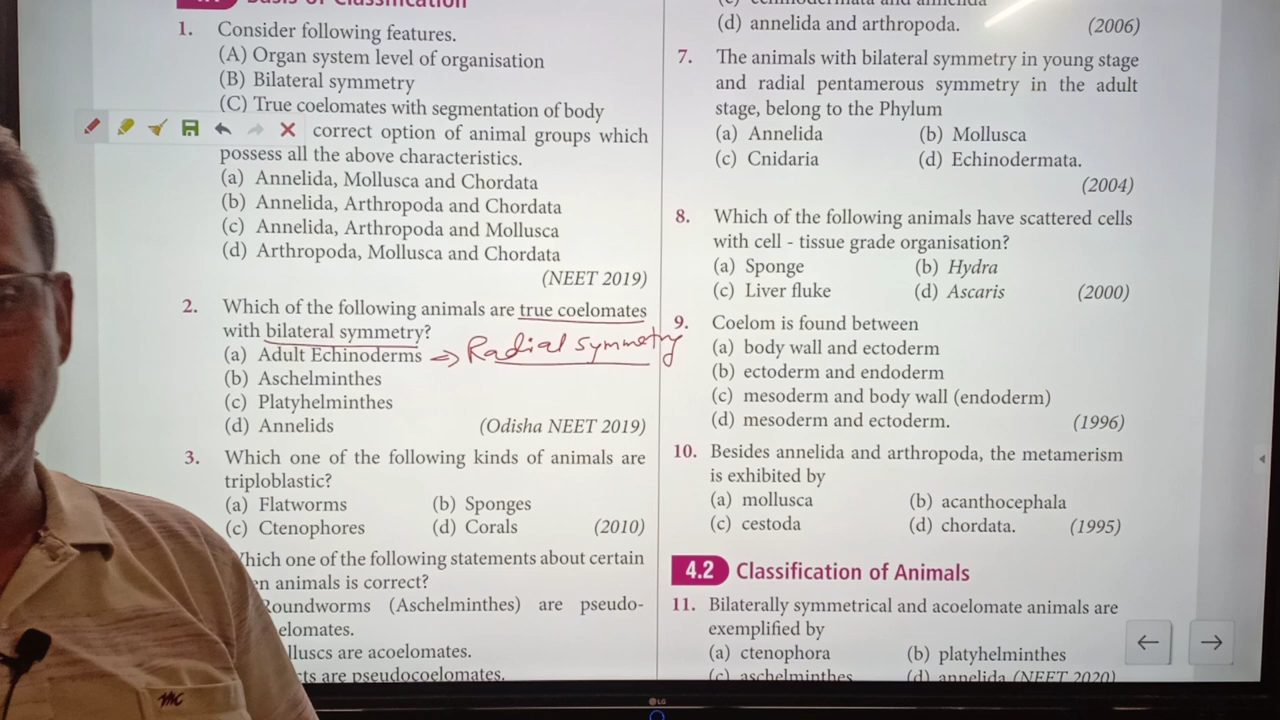 Basis of Classification
1. Consider following features.
(A) Organ system level of organisation
(B) Bilateral symmetry
(C) True coelomates with segmentation of body
correct option of animal groups which
possess all the above characteristics.
(a) Annelida, Mollusca and Chordata
(b) Annelida, Arthropoda and Chordata
(c) Annelida, Arthropoda and Mollusca
(d) Arthropoda, Mollusca and Chordata
(NEET 2019)
2. Which of the following animals are true coelomates
with bilateral symmetry?
(a) Adult Echinoderms ⇒ Radial symmetry
(b) Aschelminthes
(c) Platyhelminthes
(d) Annelids (Odisha NEET 2019)
3. Which one of the following kinds of animals are
triploblastic?
(a) Flatworms (b) Sponges
(c) Ctenophores (d) Corals (2010)
Which one of the following statements about certain
animals is correct?
Roundworms (Aschelminthes) are pseudo-
elomates.
lluscs are acoelomates.
are pseudocoelomates.
(d) annelida and arthropoda. (2006)
7. The animals with bilateral symmetry in young stage
and radial pentamerous symmetry in the adult
stage, belong to the Phylum
(a) Annelida (b) Mollusca
(c) Cnidaria (d) Echinodermata.
(2004)
8. Which of the following animals have scattered cells
with cell - tissue grade organisation?
(a) Sponge (b) Hydra
(c) Liver fluke (d) Ascaris (2000)
9. Coelom is found between
(a) body wall and ectoderm
(b) ectoderm and endoderm
(c) mesoderm and body wall (endoderm)
(d) mesoderm and ectoderm. (1996)
10. Besides annelida and arthropoda, the metamerism
is exhibited by
(a) mollusca (b) acanthocephala
(c) cestoda (d) chordata. (1995)
4.2 Classification of Animals
11. Bilaterally symmetrical and acoelomate animals are
exemplified by
(a) ctenophora (b) platyhelminthes
(c) aschelminthes (d) annelida (NEET 2020)
LG